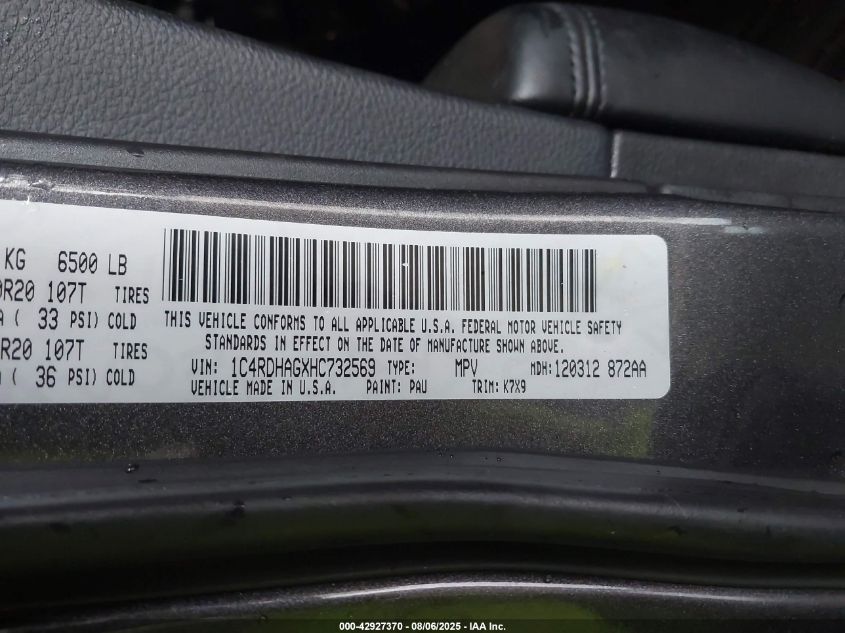 KG 6500 LB
0R20 107T TIRES
A ( 33 PSI) COLD
R20 107T TIRES
A ( 36 PSI) COLD
THIS VEHICLE CONFORMS TO ALL APPLICABLE U.S.A. FEDERAL MOTOR VEHICLE SAFETY
STANDARDS IN EFFECT ON THE DATE OF MANUFACTURE SHOWN ABOVE.
VIN: 1C4RDHAGXHC732569 TYPE: MPV MDH: 120312 872AA
VEHICLE MADE IN U.S.A. PAINT: PAU TRIM: K7X9
000-42927370 - 08/06/2025 - IAA Inc.